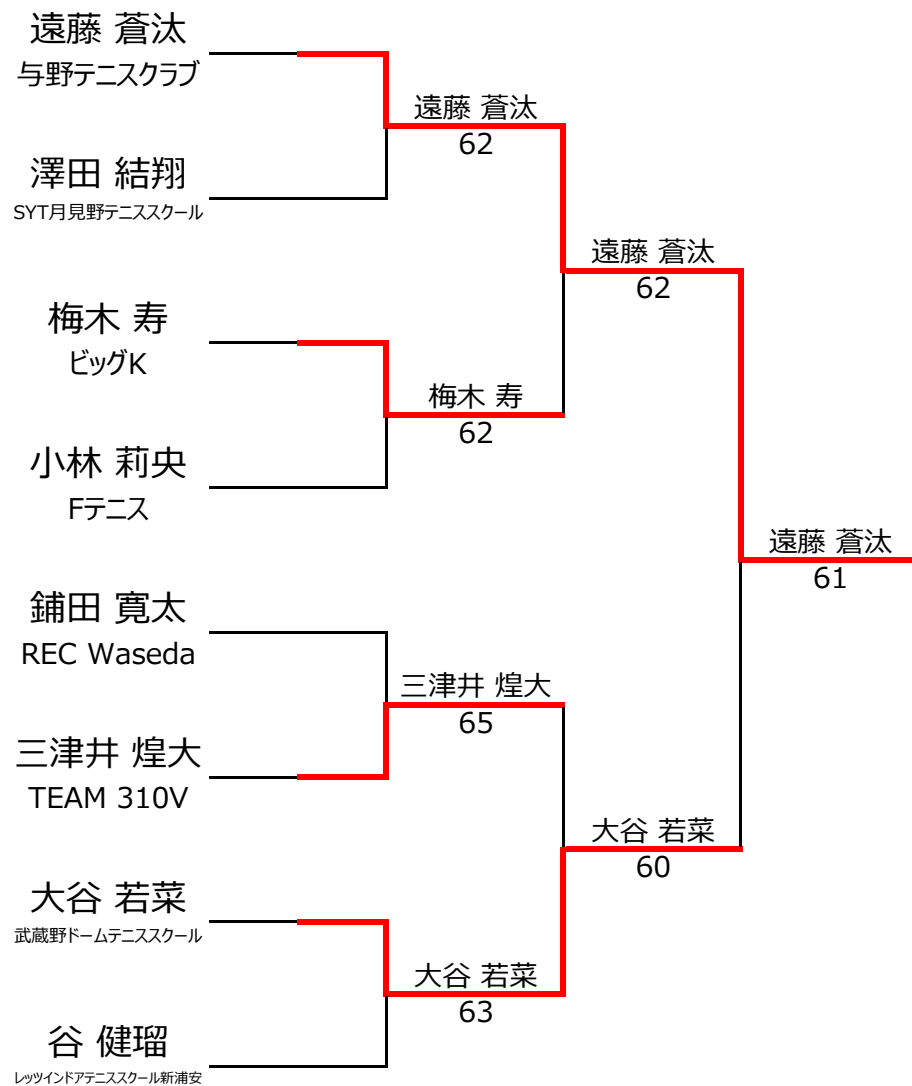 遠藤 蒼汰
与野テニスクラブ
澤田 結翔
SYT月見野テニススクール
梅木 寿
ビッグK
小林 莉央
Fテニス
鋪田 寛太
REC Waseda
三津井 煌大
TEAM 310V
大谷 若菜
武蔵野ドームテニススクール
谷 健瑠
レッツインドアテニススクール新浦安
遠藤 蒼汰
62
梅木 寿
62
三津井 煌大
65
大谷 若菜
63
遠藤 蒼汰
62
大谷 若菜
60
遠藤 蒼汰
61